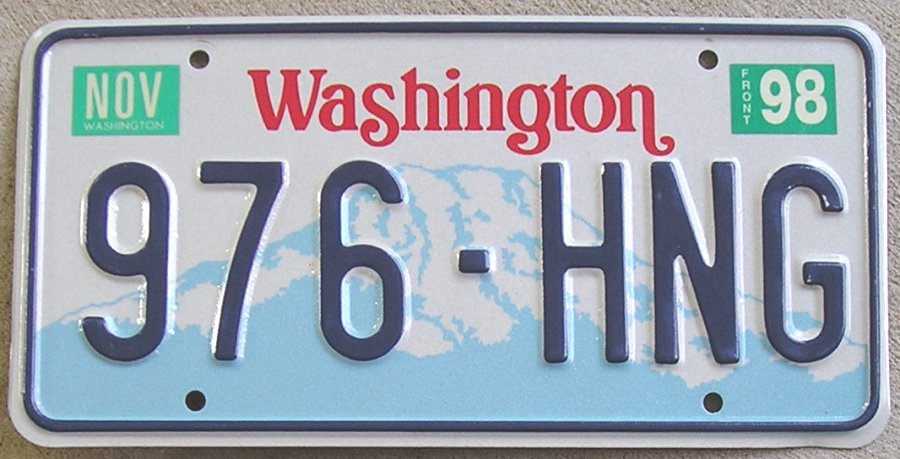 NOV
WASHINGTON
Washington
FRONT
98
976-HNG